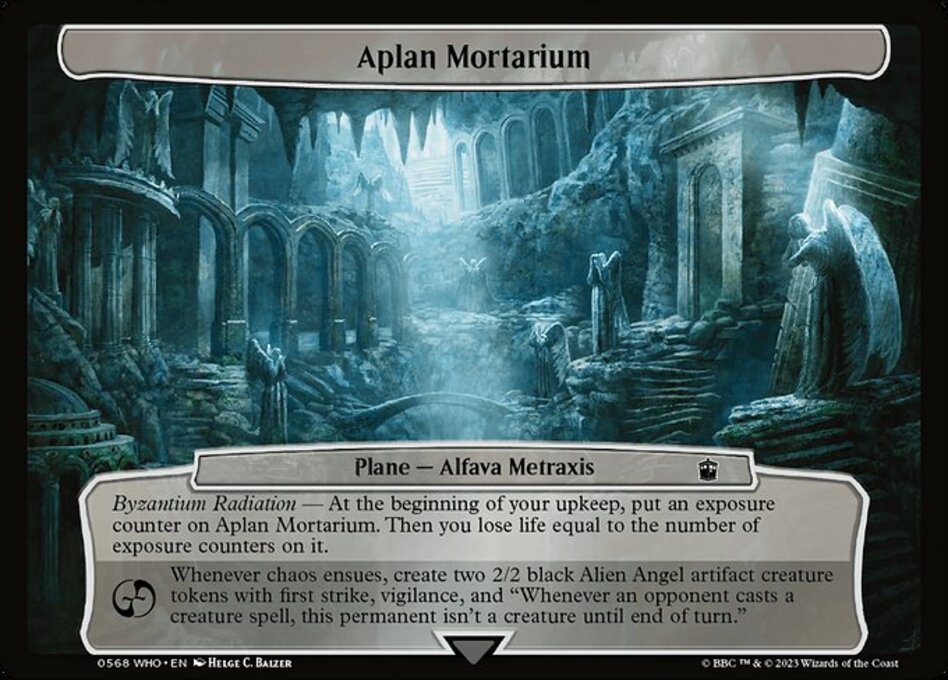 Aplan Mortarium
Plane — Alfava Metraxis
Byzantium Radiation — At the beginning of your upkeep, put an exposure
counter on Aplan Mortarium. Then you lose life equal to the number of
exposure counters on it.
Whenever chaos ensues, create two 2/2 black Alien Angel artifact creature
tokens with first strike, vigilance, and “Whenever an opponent casts a
creature spell, this permanent isn’t a creature until end of turn.”
0568 WHO • EN Helge C. Balzer
© BBC ™ & © 2023 Wizards of the Coast